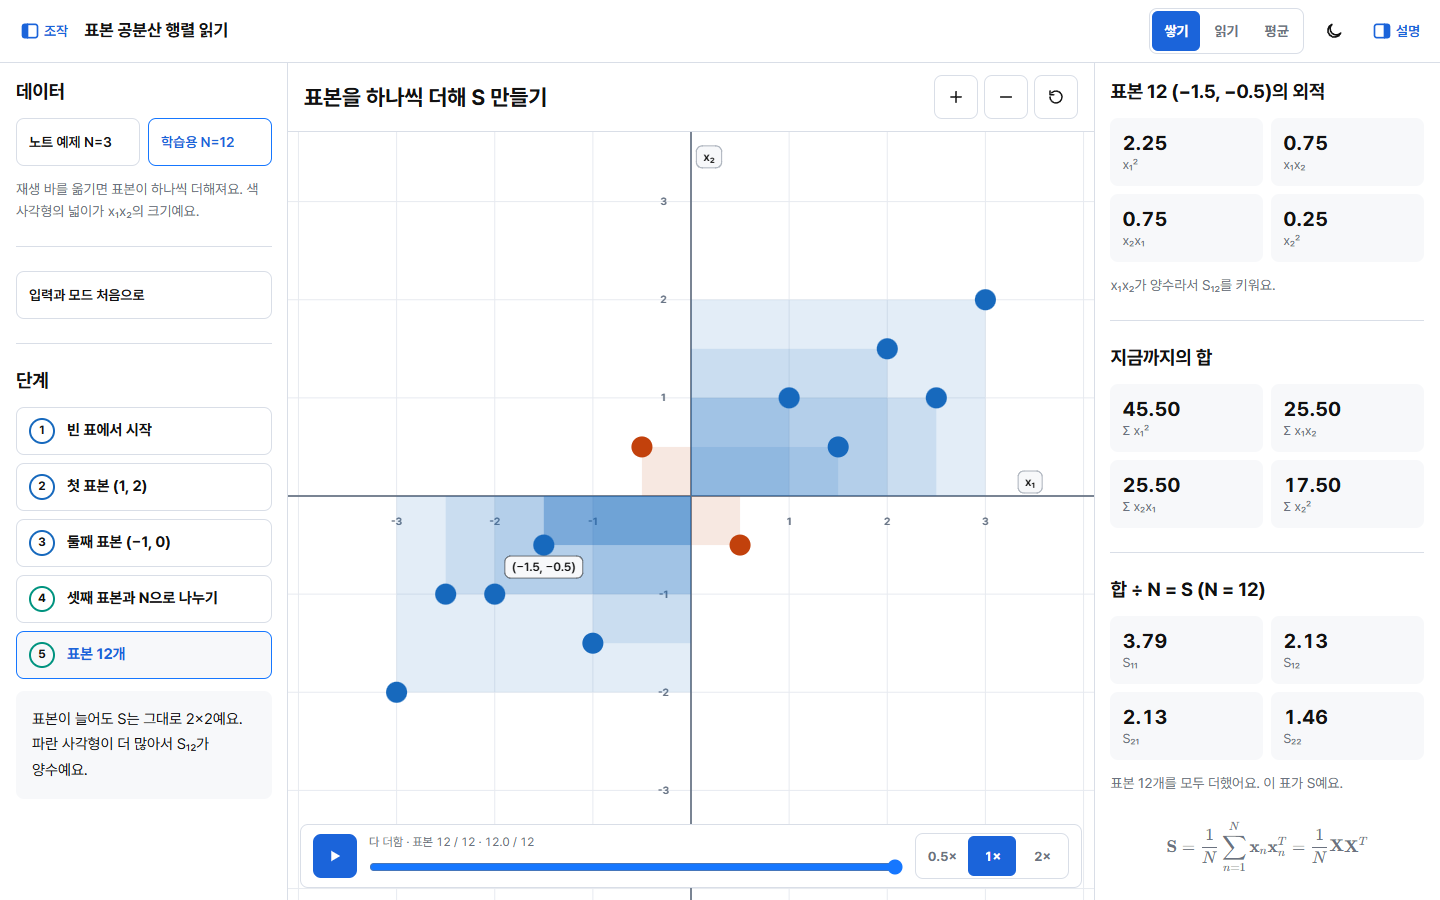 조작
표본 공분산 행렬 읽기
쌓기
읽기
평균
설명
데이터
노트 예제 N=3
학습용 N=12
재생 바를 옮기면 표본이 하나씩 더해져요. 색
사각형의 넓이가 x₁x₂의 크기예요.
입력과 모드 처음으로
단계
1 빈 표에서 시작
2 첫 표본 (1, 2)
3 둘째 표본 (−1, 0)
4 셋째 표본과 N으로 나누기
5 표본 12개
표본이 늘어도 S는 그대로 2×2예요.
파란 사각형이 더 많아서 S₁₂가
양수예요.
표본을 하나씩 더해 S 만들기
x₂
3
2
1
x₁
-3 -2 -1 1 2 3
(−1.5, −0.5)
-1
-2
-3
다 더함 · 표본 12 / 12 · 12.0 / 12
0.5×
1×
2×
표본 12 (−1.5, −0.5)의 외적
2.25 0.75
x₁² x₁x₂
0.75 0.25
x₂x₁ x₂²
x₁x₂가 양수라서 S₁₂를 키워요.
지금까지의 합
45.50 25.50
Σ x₁² Σ x₁x₂
25.50 17.50
Σ x₂x₁ Σ x₂²
합 ÷ N = S (N = 12)
3.79 2.13
S₁₁ S₁₂
2.13 1.46
S₂₁ S₂₂
표본 12개를 모두 더했어요. 이 표가 S예요.
S = 1/N ∑_{n=1}^{N} x_n x_n^T = 1/N XX^T